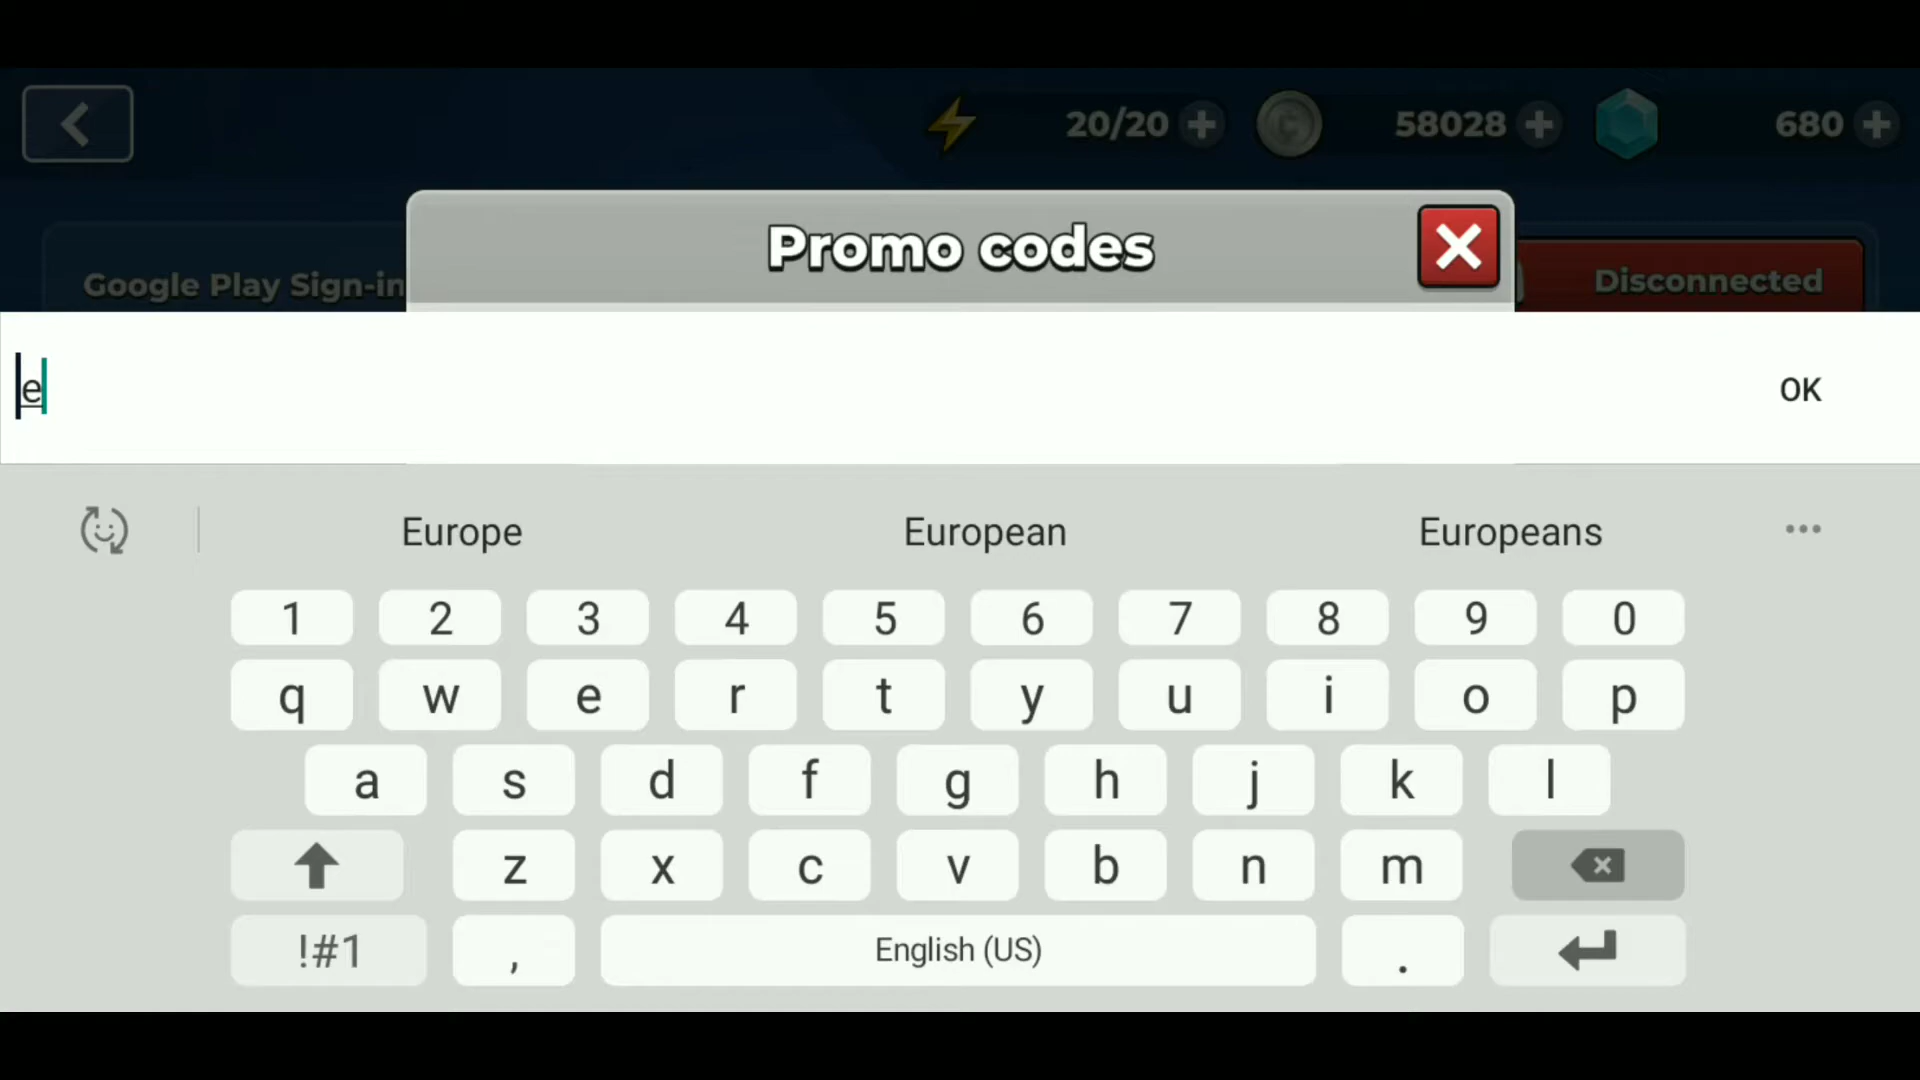 20/20 + 58028 + 680 +
Promo codes
Google Play Sign-in
Disconnected
e
OK
Europe European Europeans ...
1 2 3 4 5 6 7 8 9 0
q w e r t y u i o p
a s d f g h j k l
z x c v b n m
!#1 , English (US) .